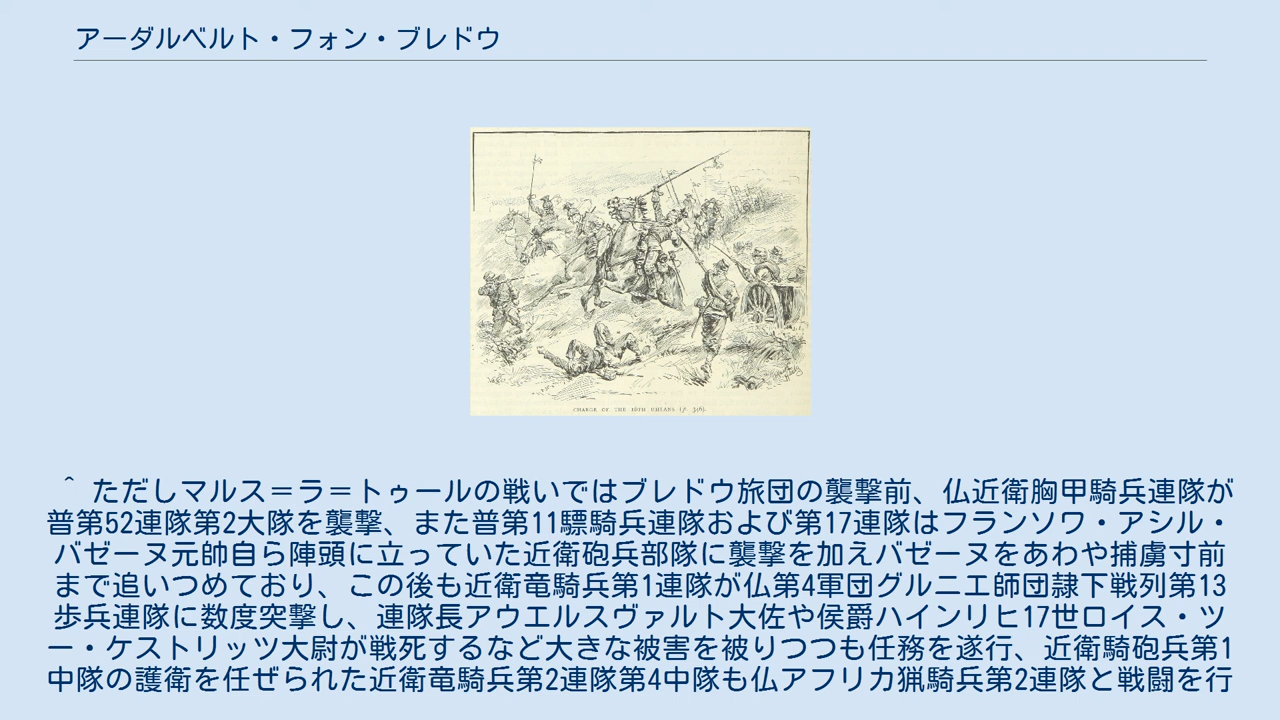 アーダルベルト・フォン・ブレドウ
CHARGE OF THE 16TH UHLANS (p. 356).
^ ただしマルス＝ラ＝トゥールの戦いではブレドウ旅団の襲撃前、仏近衛胸甲騎兵連隊が
普第52連隊第2大隊を襲撃、また普第11驃騎兵連隊および第17連隊はフランソワ・アシル・
バゼーヌ元帥自ら陣頭に立っていた近衛砲兵部隊に襲撃を加えバゼーヌをあわや捕虜寸前
まで追いつめており、この後も近衛竜騎兵第1連隊が仏第4軍団グルニエ師団隷下戦列第13
歩兵連隊に数度突撃し、連隊長アウエルスヴァルト大佐や侯爵ハインリヒ17世ロイス・ツ
ー・ケストリッツ大尉が戦死するなど大きな被害を被りつつも任務を遂行、近衛騎砲兵第1
中隊の護衛を任ぜられた近衛竜騎兵第2連隊第4中隊も仏アフリカ猟騎兵第2連隊と戦闘を行